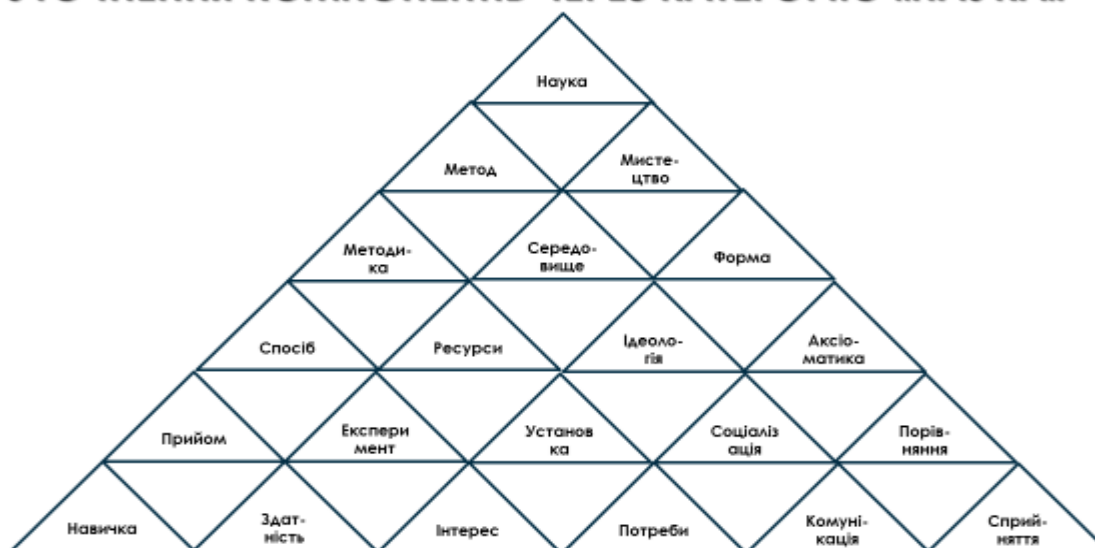 Наука
Метод
Мисте-
цтво
Методи-
ка
Середо-
вище
Форма
Спосіб
Ресурси
Ідеоло-
гія
Аксіо-
матика
Прийом
Експери
мент
Установ
ка
Соціаліз
ація
Порів-
няння
Навичка
Здат-
ність
Інтерес
Потреби
Комуні-
кація
Сприй-
няття